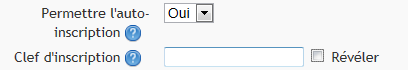 Permettre l'auto- Oui
inscription ?
Clef d'inscription ? Révéler